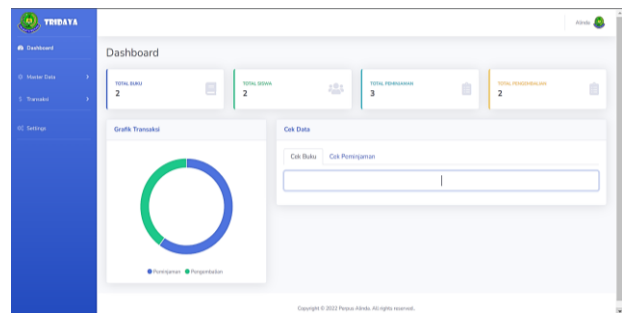 TRIDAYA
Alinda
Dashboard
Dashboard
Master Data
Transaksi
Settings
TOTAL BUKU
2
TOTAL SISWA
2
TOTAL PEMINJAMAN
3
TOTAL PENGEMBALIAN
2
Grafik Transaksi
Peminjaman Pengembalian
Cek Data
Cek Buku Cek Peminjaman
Copyright © 2022 Perpus Alinda. All rights reserved.